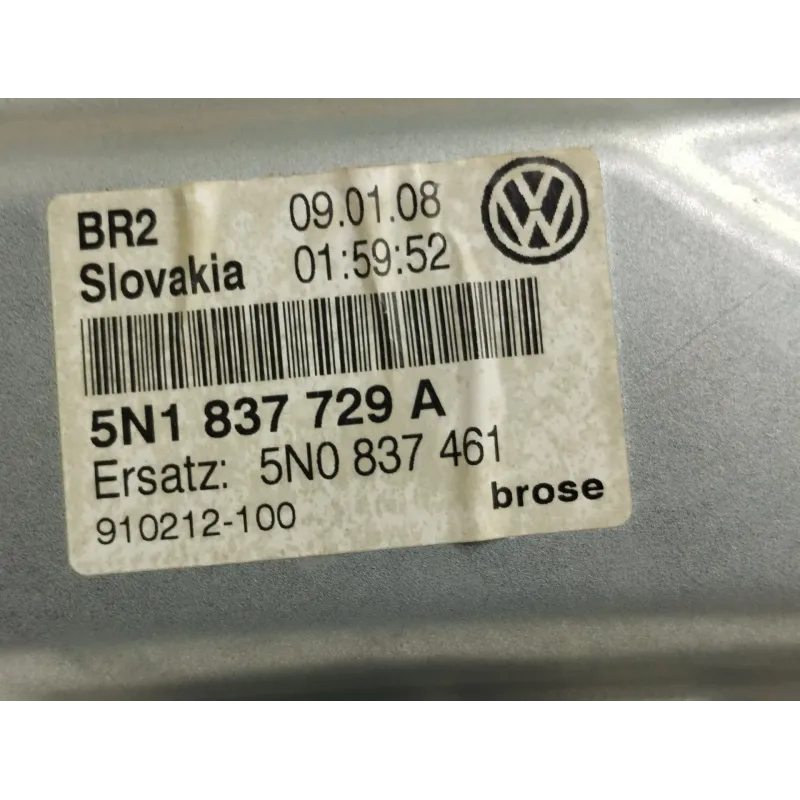 BR2 09.01.08
Slovakia 01:59:52
5N1 837 729 A
Ersatz: 5N0 837 461
910212-100 brose